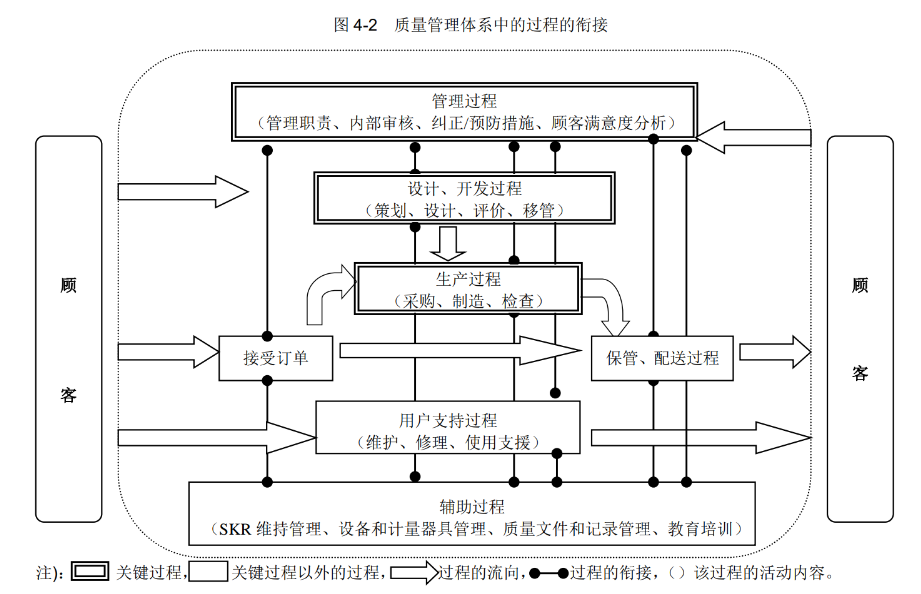 图 4-2 质量管理体系中的过程的衔接
管理过程
（管理职责、内部审核、纠正/预防措施、顾客满意度分析）
设计、开发过程
（策划、设计、评价、移管）
生产过程
（采购、制造、检查）
顾
客
顾
客
接受订单
保管、配送过程
用户支持过程
（维护、修理、使用支援）
辅助过程
（SKR 维持管理、设备和计量器具管理、质量文件和记录管理、教育培训）
注）： 关键过程， 关键过程以外的过程， 过程的流向， 过程的衔接，（）该过程的活动内容。